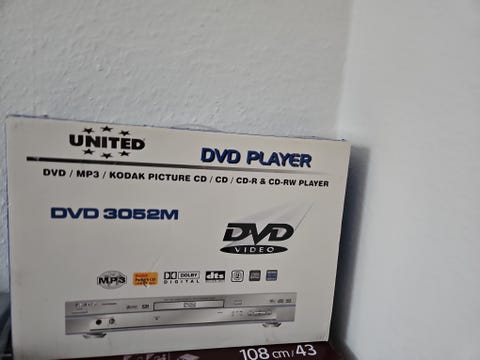 UNITED
DVD PLAYER
DVD / MP3 / KODAK PICTURE CD / CD / CD-R & CD-RW PLAYER
DVD 3052M
DVD
VIDEO
MP3
DOLBY
DIGITAL
dts
108 cm/43